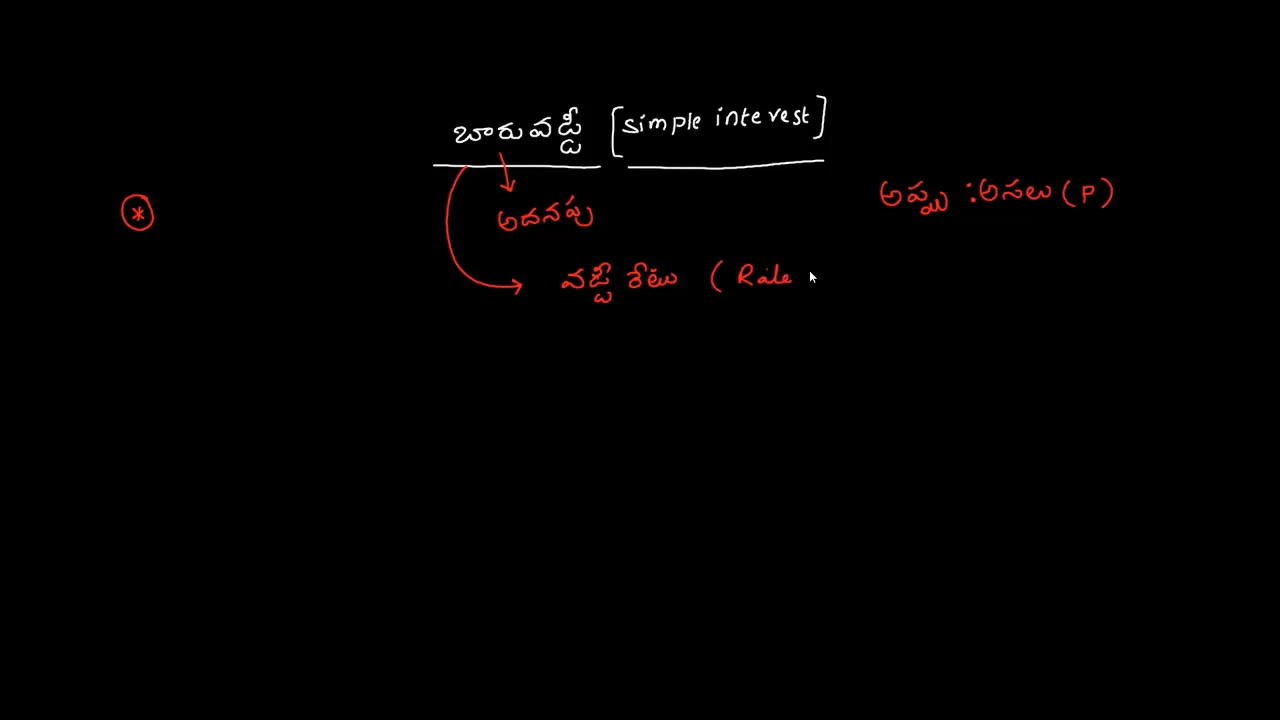 బారువడ్డీ [simple interest]
అప్పు : అసలు (P)
*
అదనపు
వడ్డీ రేటు (Rate